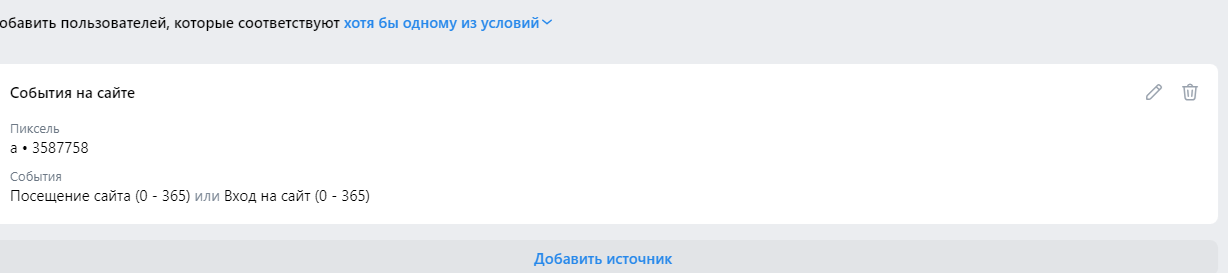 обавить пользователей, которые соответствуют хотя бы одному из условий
События на сайте
Пиксель
а • 3587758
События
Посещение сайта (0 - 365) или Вход на сайт (0 - 365)
Добавить источник